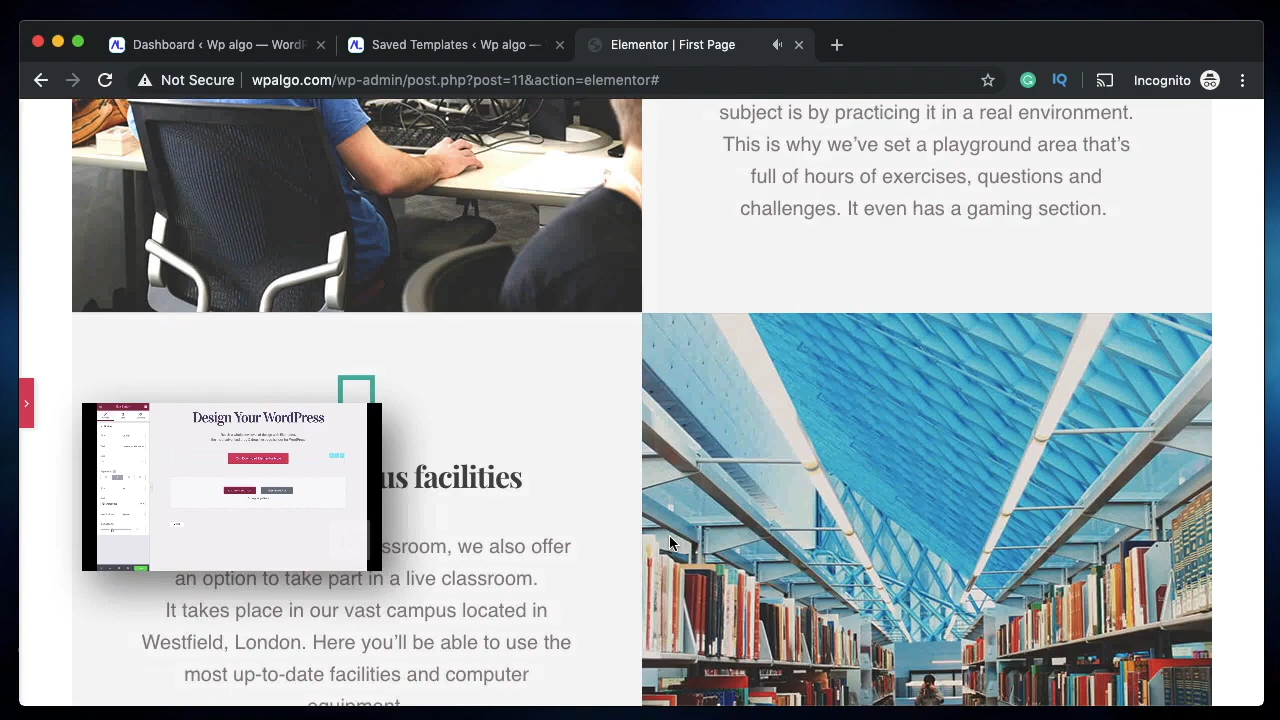 Dashboard ‹ Wp algo — WordP
Saved Templates ‹ Wp algo —
Elementor | First Page
Not Secure
wpalgo.com/wp-admin/post.php?post=11&action=elementor#
IQ
Incognito
subject is by practicing it in a real environment.
This is why we've set a playground area that's
full of hours of exercises, questions and
challenges. It even has a gaming section.
Design Your WordPress
us facilities
ssroom, we also offer
an option to take part in a live classroom.
It takes place in our vast campus located in
Westfield, London. Here you'll be able to use the
most up-to-date facilities and computer
equipment.